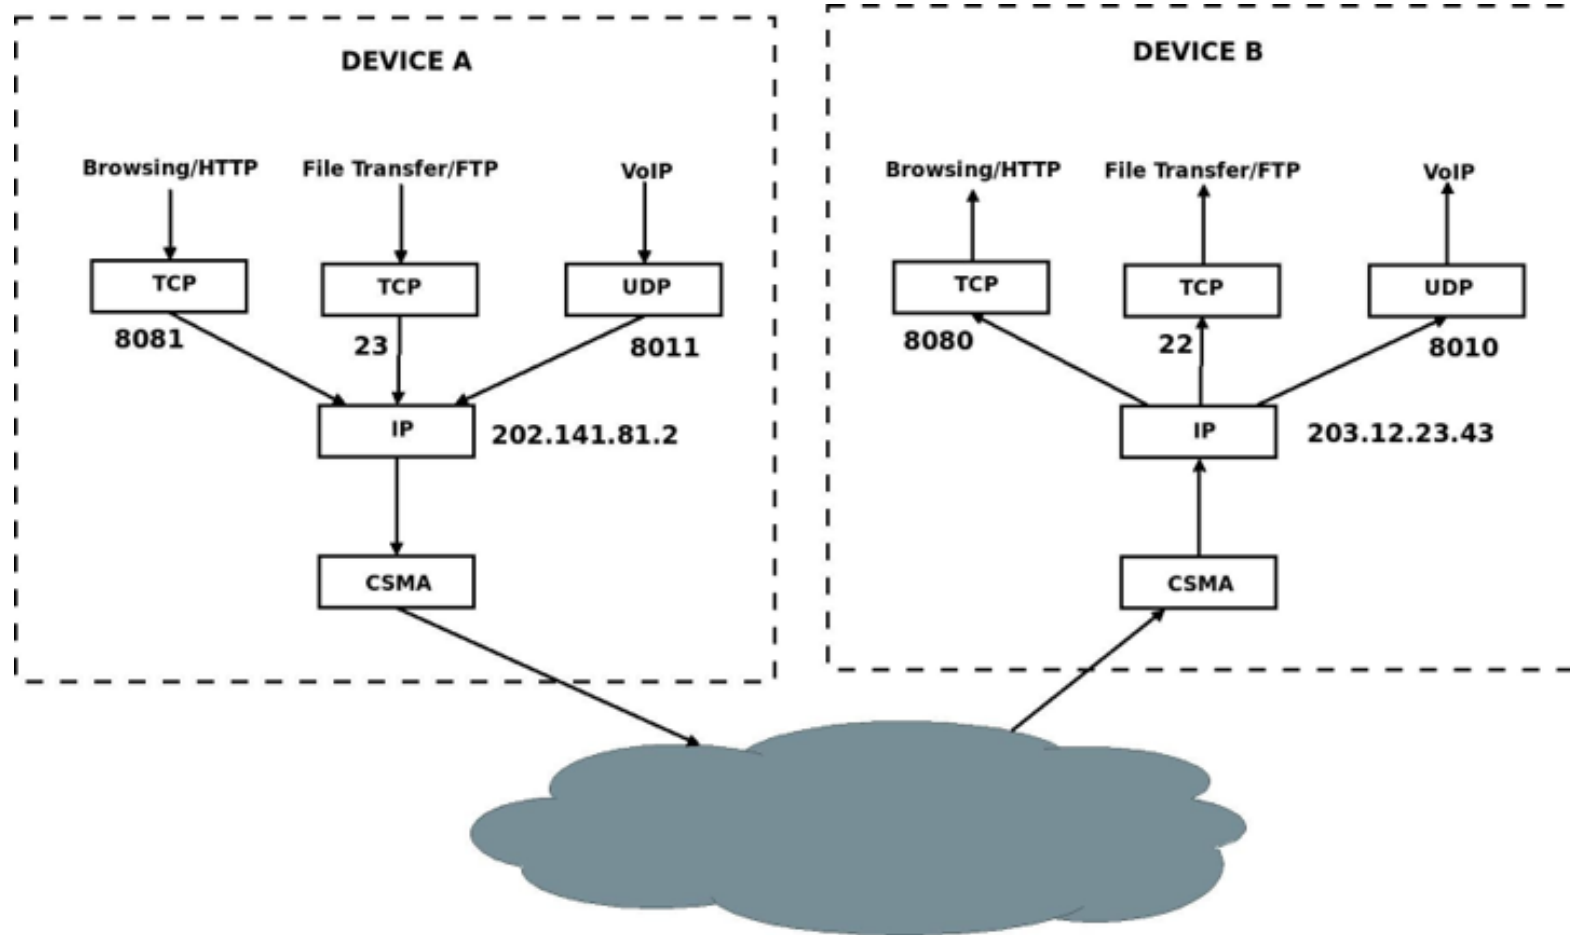 DEVICE A
Browsing/HTTP File Transfer/FTP VoIP
TCP TCP UDP
8081 23 8011
IP 202.141.81.2
CSMA
DEVICE B
Browsing/HTTP File Transfer/FTP VoIP
TCP TCP UDP
8080 22 8010
IP 203.12.23.43
CSMA